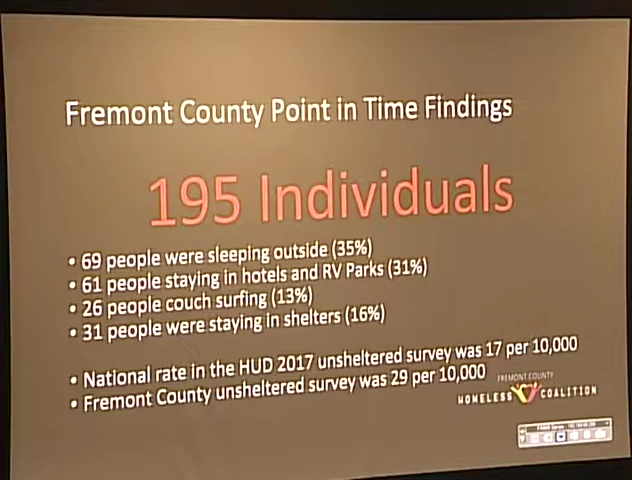 Fremont County Point in Time Findings
195 Individuals
• 69 people were sleeping outside (35%)
• 61 people staying in hotels and RV Parks (31%)
• 26 people couch surfing (13%)
• 31 people were staying in shelters (16%)
• National rate in the HUD 2017 unsheltered survey was 17 per 10,000
• Fremont County unsheltered survey was 29 per 10,000
FREMONT COUNTY
HOMELESS COALITION